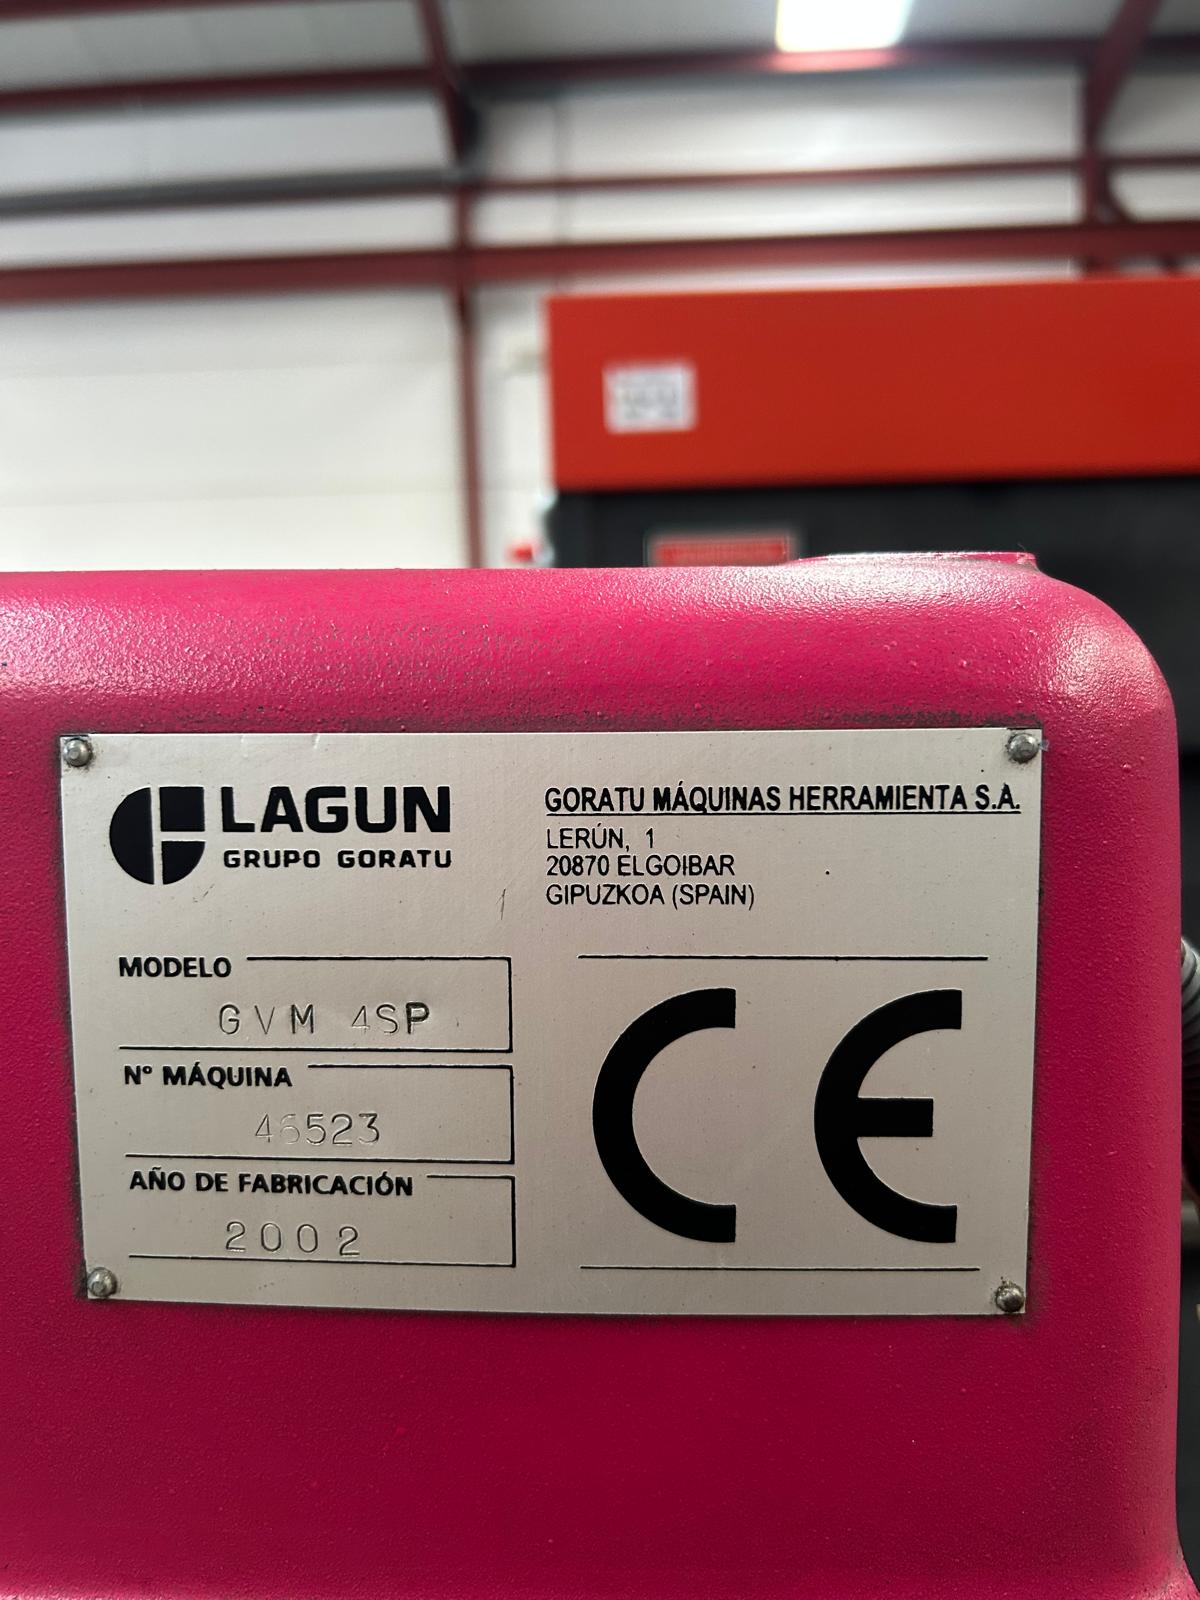 LAGUN
GRUPO GORATU
GORATU MÁQUINAS HERRAMIENTA S.A.
LERÚN, 1
20870 ELGOIBAR
GIPUZKOA (SPAIN)
MODELO
GVM 4SP
Nº MÁQUINA
46523
AÑO DE FABRICACIÓN
2002
CE